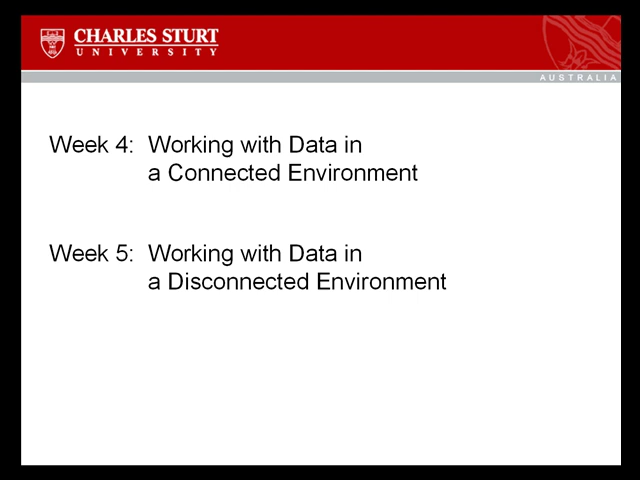 CHARLES STURT
UNIVERSITY
AUSTRALIA
Week 4: Working with Data in
a Connected Environment
Week 5: Working with Data in
a Disconnected Environment